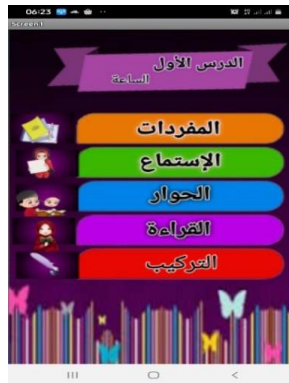 06:23
Screen1
الدرس الأول
الساعة
المفردات
الإستماع
الحوار
القراءة
التركيب